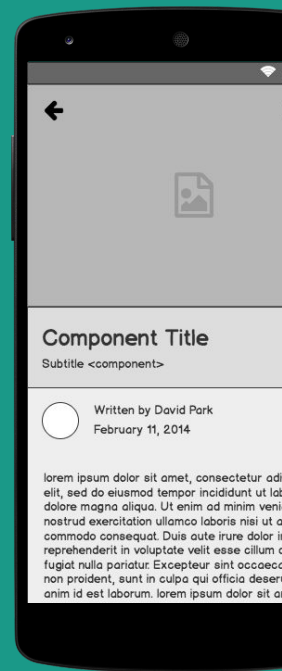 Component Title
Subtitle <component>
Written by David Park
February 11, 2014
lorem ipsum dolor sit amet, consectetur adi
elit, sed do eiusmod tempor incididunt ut lab
dolore magna aliqua. Ut enim ad minim veni
nostrud exercitation ullamco laboris nisi ut a
commodo consequat. Duis aute irure dolor in
reprehenderit in voluptate velit esse cillum d
fugiat nulla pariatur. Excepteur sint occaeca
non proident, sunt in culpa qui officia deseru
anim id est laborum. lorem ipsum dolor sit am